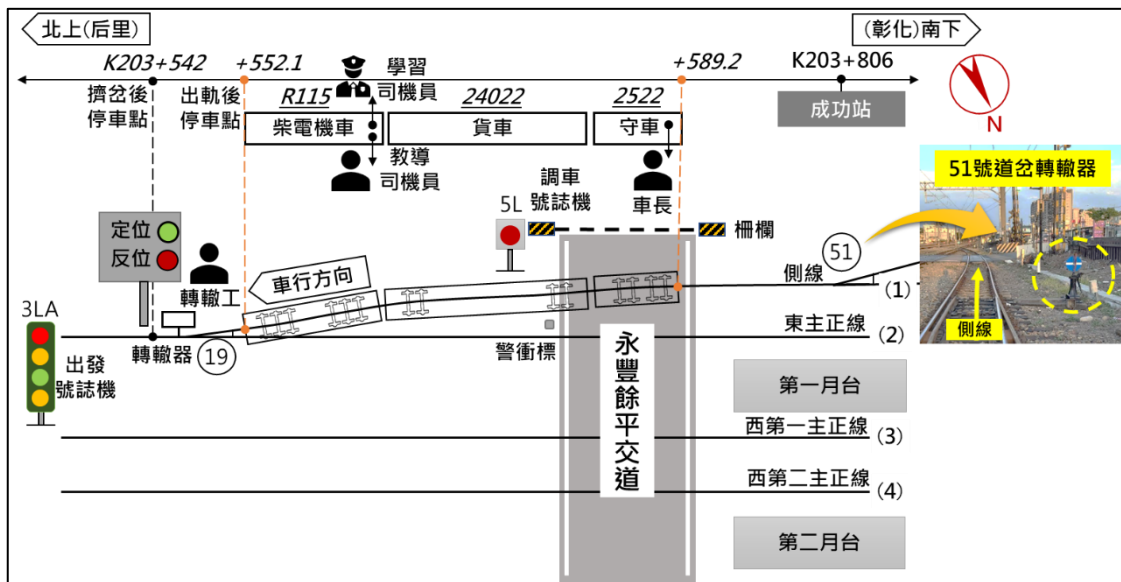 北上(后里)
(彰化)南下
K203+542
+552.1
+589.2
K203+806
擠岔後
停車點
出軌後
停車點
R115
學習
司機員
24022
2522
成功站
柴電機車
貨車
守車
N
教導
司機員
車長
51號道岔轉轍器
調車
號誌機
5L
柵欄
定位
反位
轉轍工
車行方向
51
側線
(1)
側線
3LA
轉轍器
19
警衝標
東主正線
(2)
出發
號誌機
永豐餘平交道
第一月台
西第一主正線
(3)
西第二主正線
(4)
第二月台